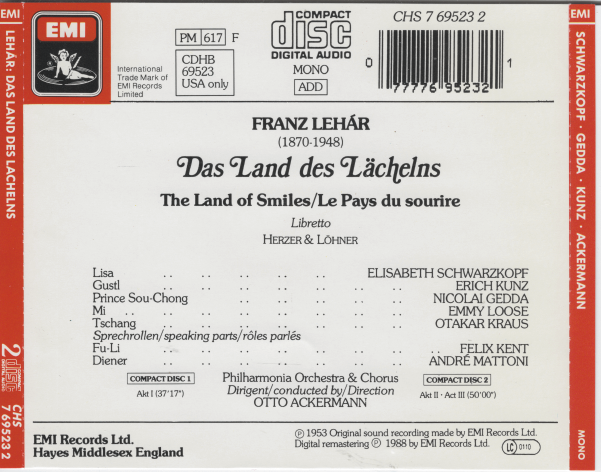 EMI
LEHÁR: DAS LAND DES LÄCHELNS
2 COMPACT disc DIGITAL AUDIO
CHS
7 69523 2
EMI
International
Trade Mark of
EMI Records
Limited
PM 617 F
CDHB
69523
USA only
COMPACT
disc
DIGITAL AUDIO
MONO
ADD
CHS 7 69523 2
0 77776 95232 1
EMI
SCHWARZKOPF · GEDDA · KUNZ · ACKERMANN
MONO
FRANZ LEHÁR
(1870-1948)
Das Land des Lächelns
The Land of Smiles/Le Pays du sourire
Libretto
HERZER & LÖHNER
Lisa .. .. .. .. .. .. ELISABETH SCHWARZKOPF
Gustl .. .. .. .. .. .. ERICH KUNZ
Prince Sou-Chong .. .. .. .. .. NICOLAI GEDDA
Mi .. .. .. .. .. .. .. EMMY LOOSE
Tschang .. .. .. .. .. .. OTAKAR KRAUS
Sprechrollen/speaking parts/rôles parlés
Fu-Li .. .. .. .. .. .. .. .. FELIX KENT
Diener .. .. .. .. .. .. .. ANDRÉ MATTONI
COMPACT DISC 1
Akt I (37'17")
Philharmonia Orchestra & Chorus
Dirigent/conducted by/Direction
OTTO ACKERMANN
COMPACT DISC 2
Akt II · Act III (50'00")
EMI Records Ltd.
Hayes Middlesex England
℗ 1953 Original sound recording made by EMI Records Ltd.
Digital remastering ℗ 1988 by EMI Records Ltd.
LC 0110